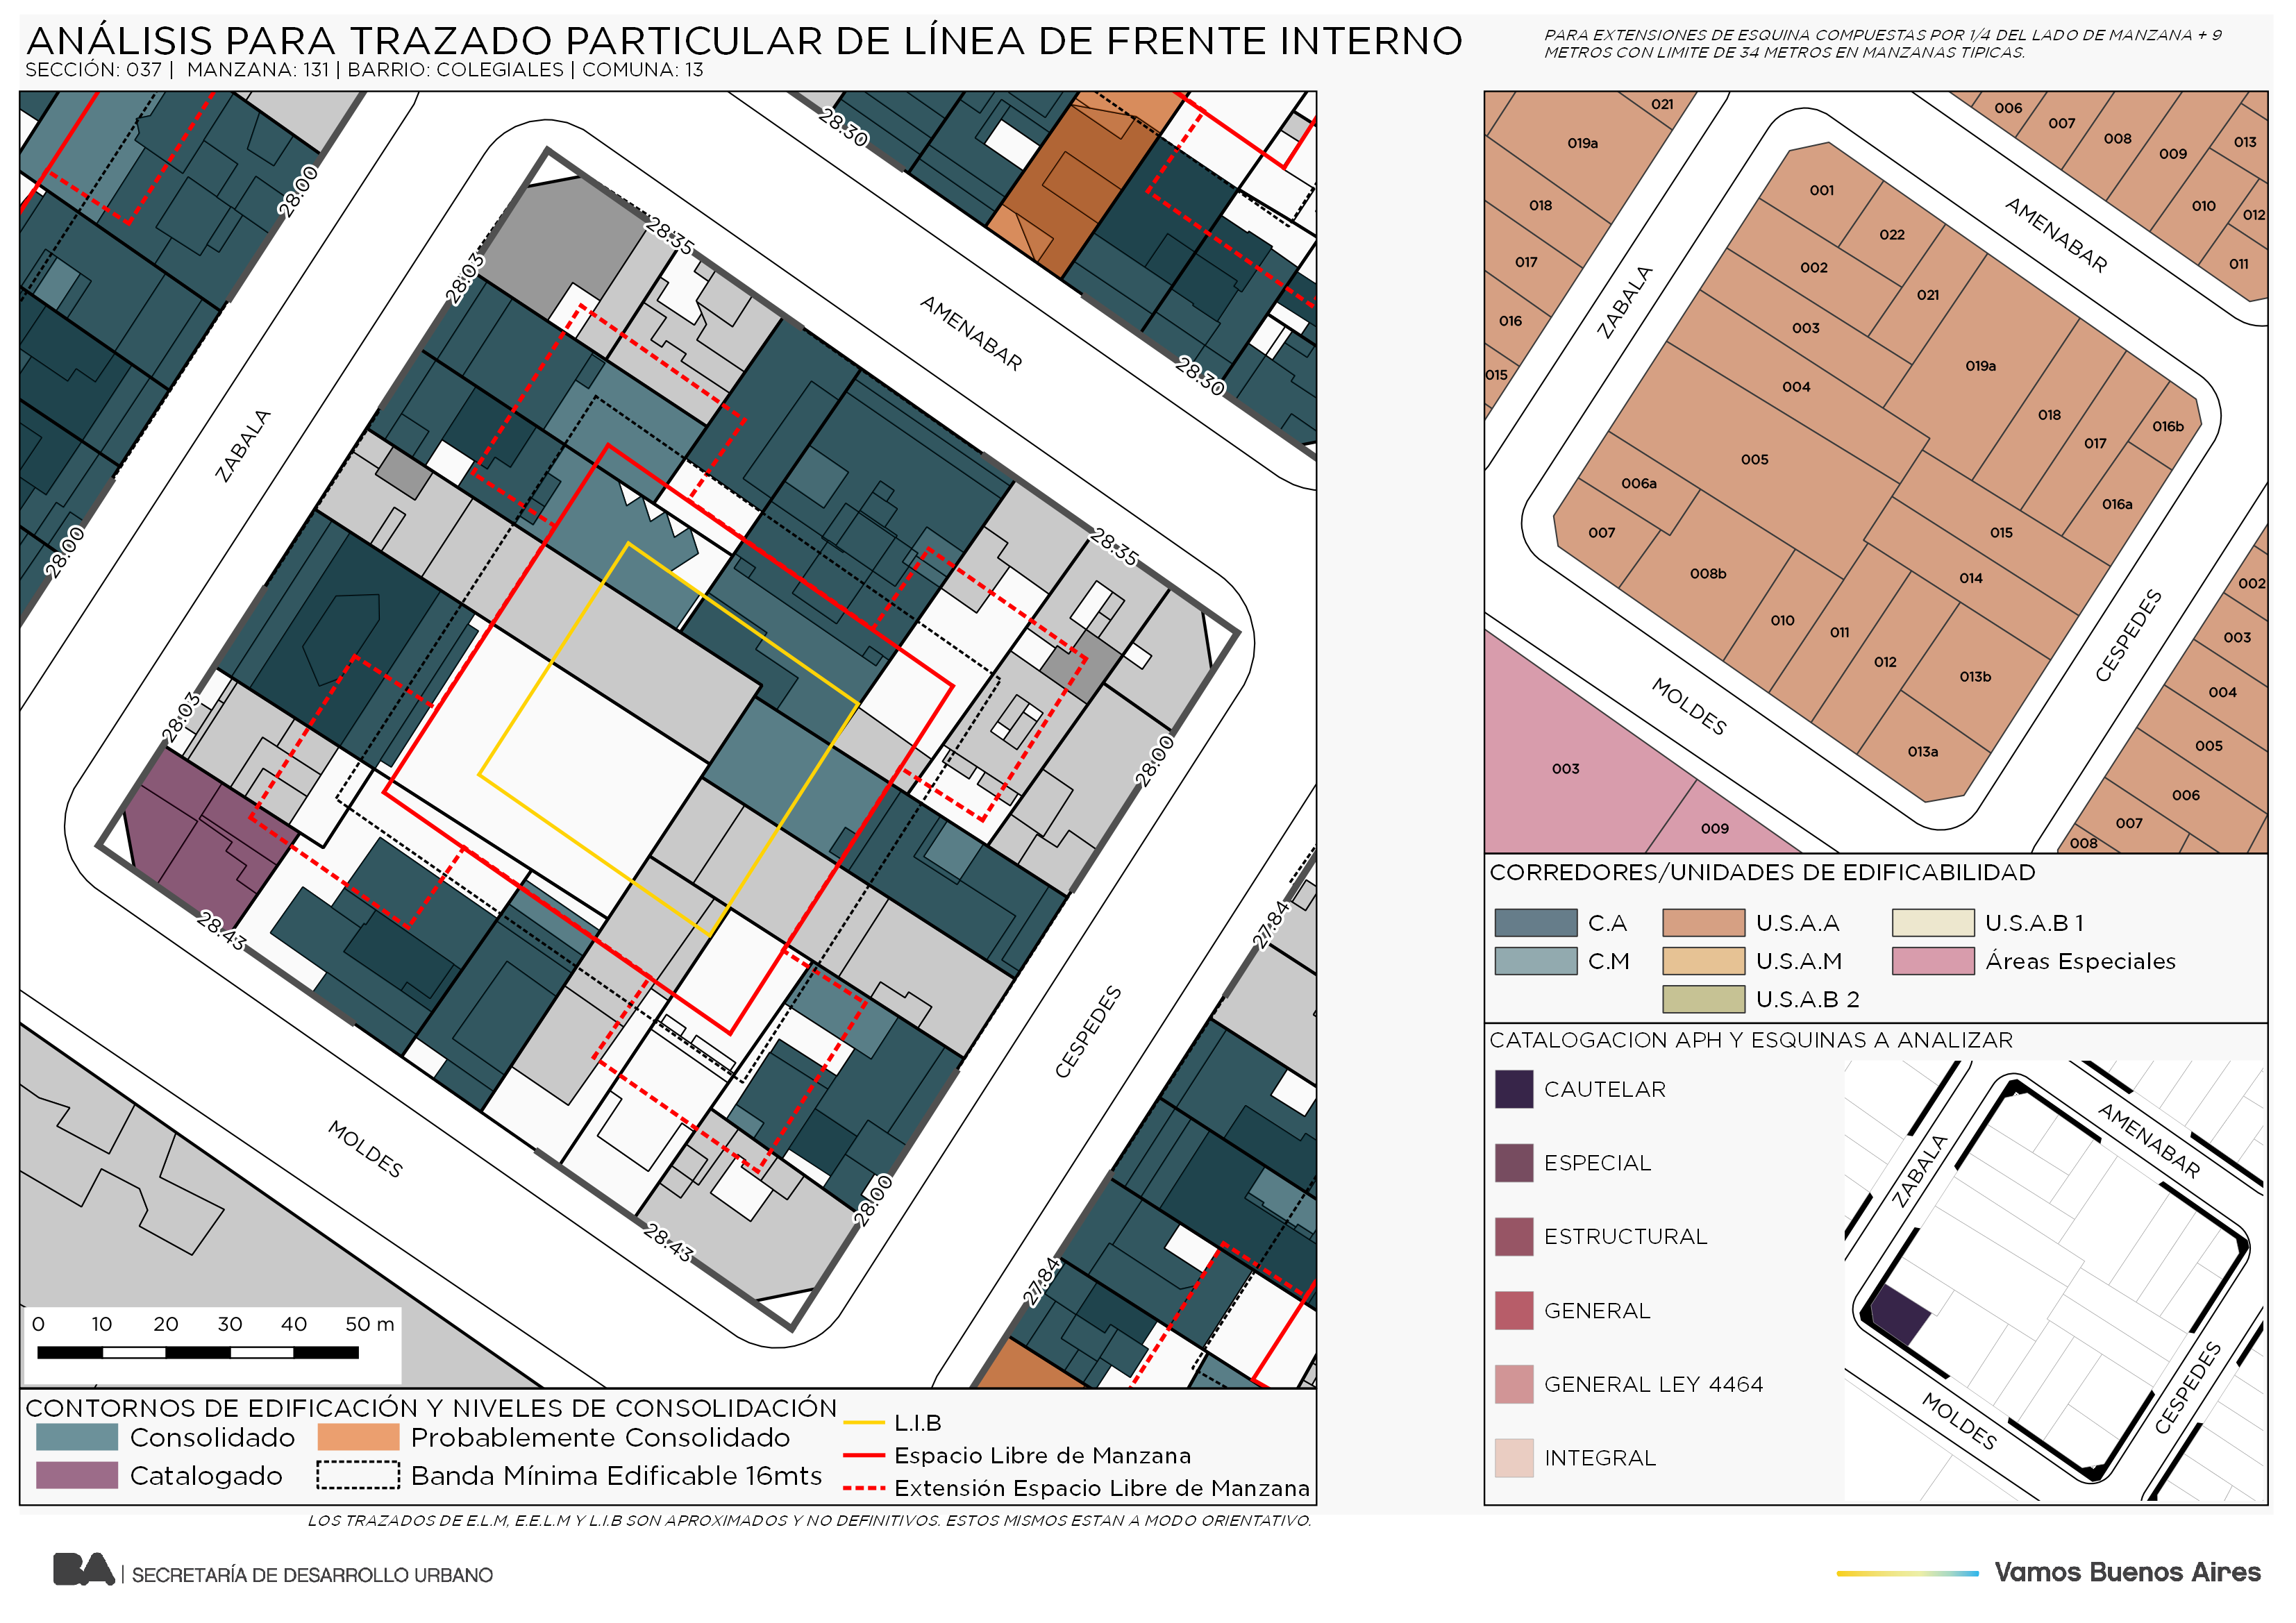 ANÁLISIS PARA TRAZADO PARTICULAR DE LÍNEA DE FRENTE INTERNO
SECCIÓN: 037 | MANZANA: 131 | BARRIO: COLEGIALES | COMUNA: 13
PARA EXTENSIONES DE ESQUINA COMPUESTAS POR 1/4 DEL LADO DE MANZANA + 9
METROS CON LIMITE DE 34 METROS EN MANZANAS TIPICAS.
28.30
28.00
28.35
28.03
AMENABAR
28.30
ZABALA
28.00
28.35
28.03
28.00
28.43
27.84
CESPEDES
MOLDES
28.00
28.43
27.84
0 10 20 30 40 50 m
CONTORNOS DE EDIFICACIÓN Y NIVELES DE CONSOLIDACIÓN
Consolidado
Probablemente Consolidado
Catalogado
Banda Mínima Edificable 16mts
L.I.B
Espacio Libre de Manzana
Extensión Espacio Libre de Manzana
LOS TRAZADOS DE E.L.M, E.E.L.M Y L.I.B SON APROXIMADOS Y NO DEFINITIVOS. ESTOS MISMOS ESTAN A MODO ORIENTATIVO.
021
006
007
008
009
013
019a
001
018
022
AMENABAR
010
012
017
002
021
011
ZABALA
016
003
019a
015
004
018
017
016b
005
006a
016a
007
015
008b
014
002
010
011
012
013b
CESPEDES
003
004
MOLDES
013a
005
003
006
009
007
008
CORREDORES/UNIDADES DE EDIFICABILIDAD
C.A
U.S.A.A
U.S.A.B 1
C.M
U.S.A.M
Áreas Especiales
U.S.A.B 2
CATALOGACION APH Y ESQUINAS A ANALIZAR
CAUTELAR
ESPECIAL
ESTRUCTURAL
GENERAL
GENERAL LEY 4464
INTEGRAL
AMENABAR
ZABALA
CESPEDES
MOLDES
BA | SECRETARÍA DE DESARROLLO URBANO
Vamos Buenos Aires